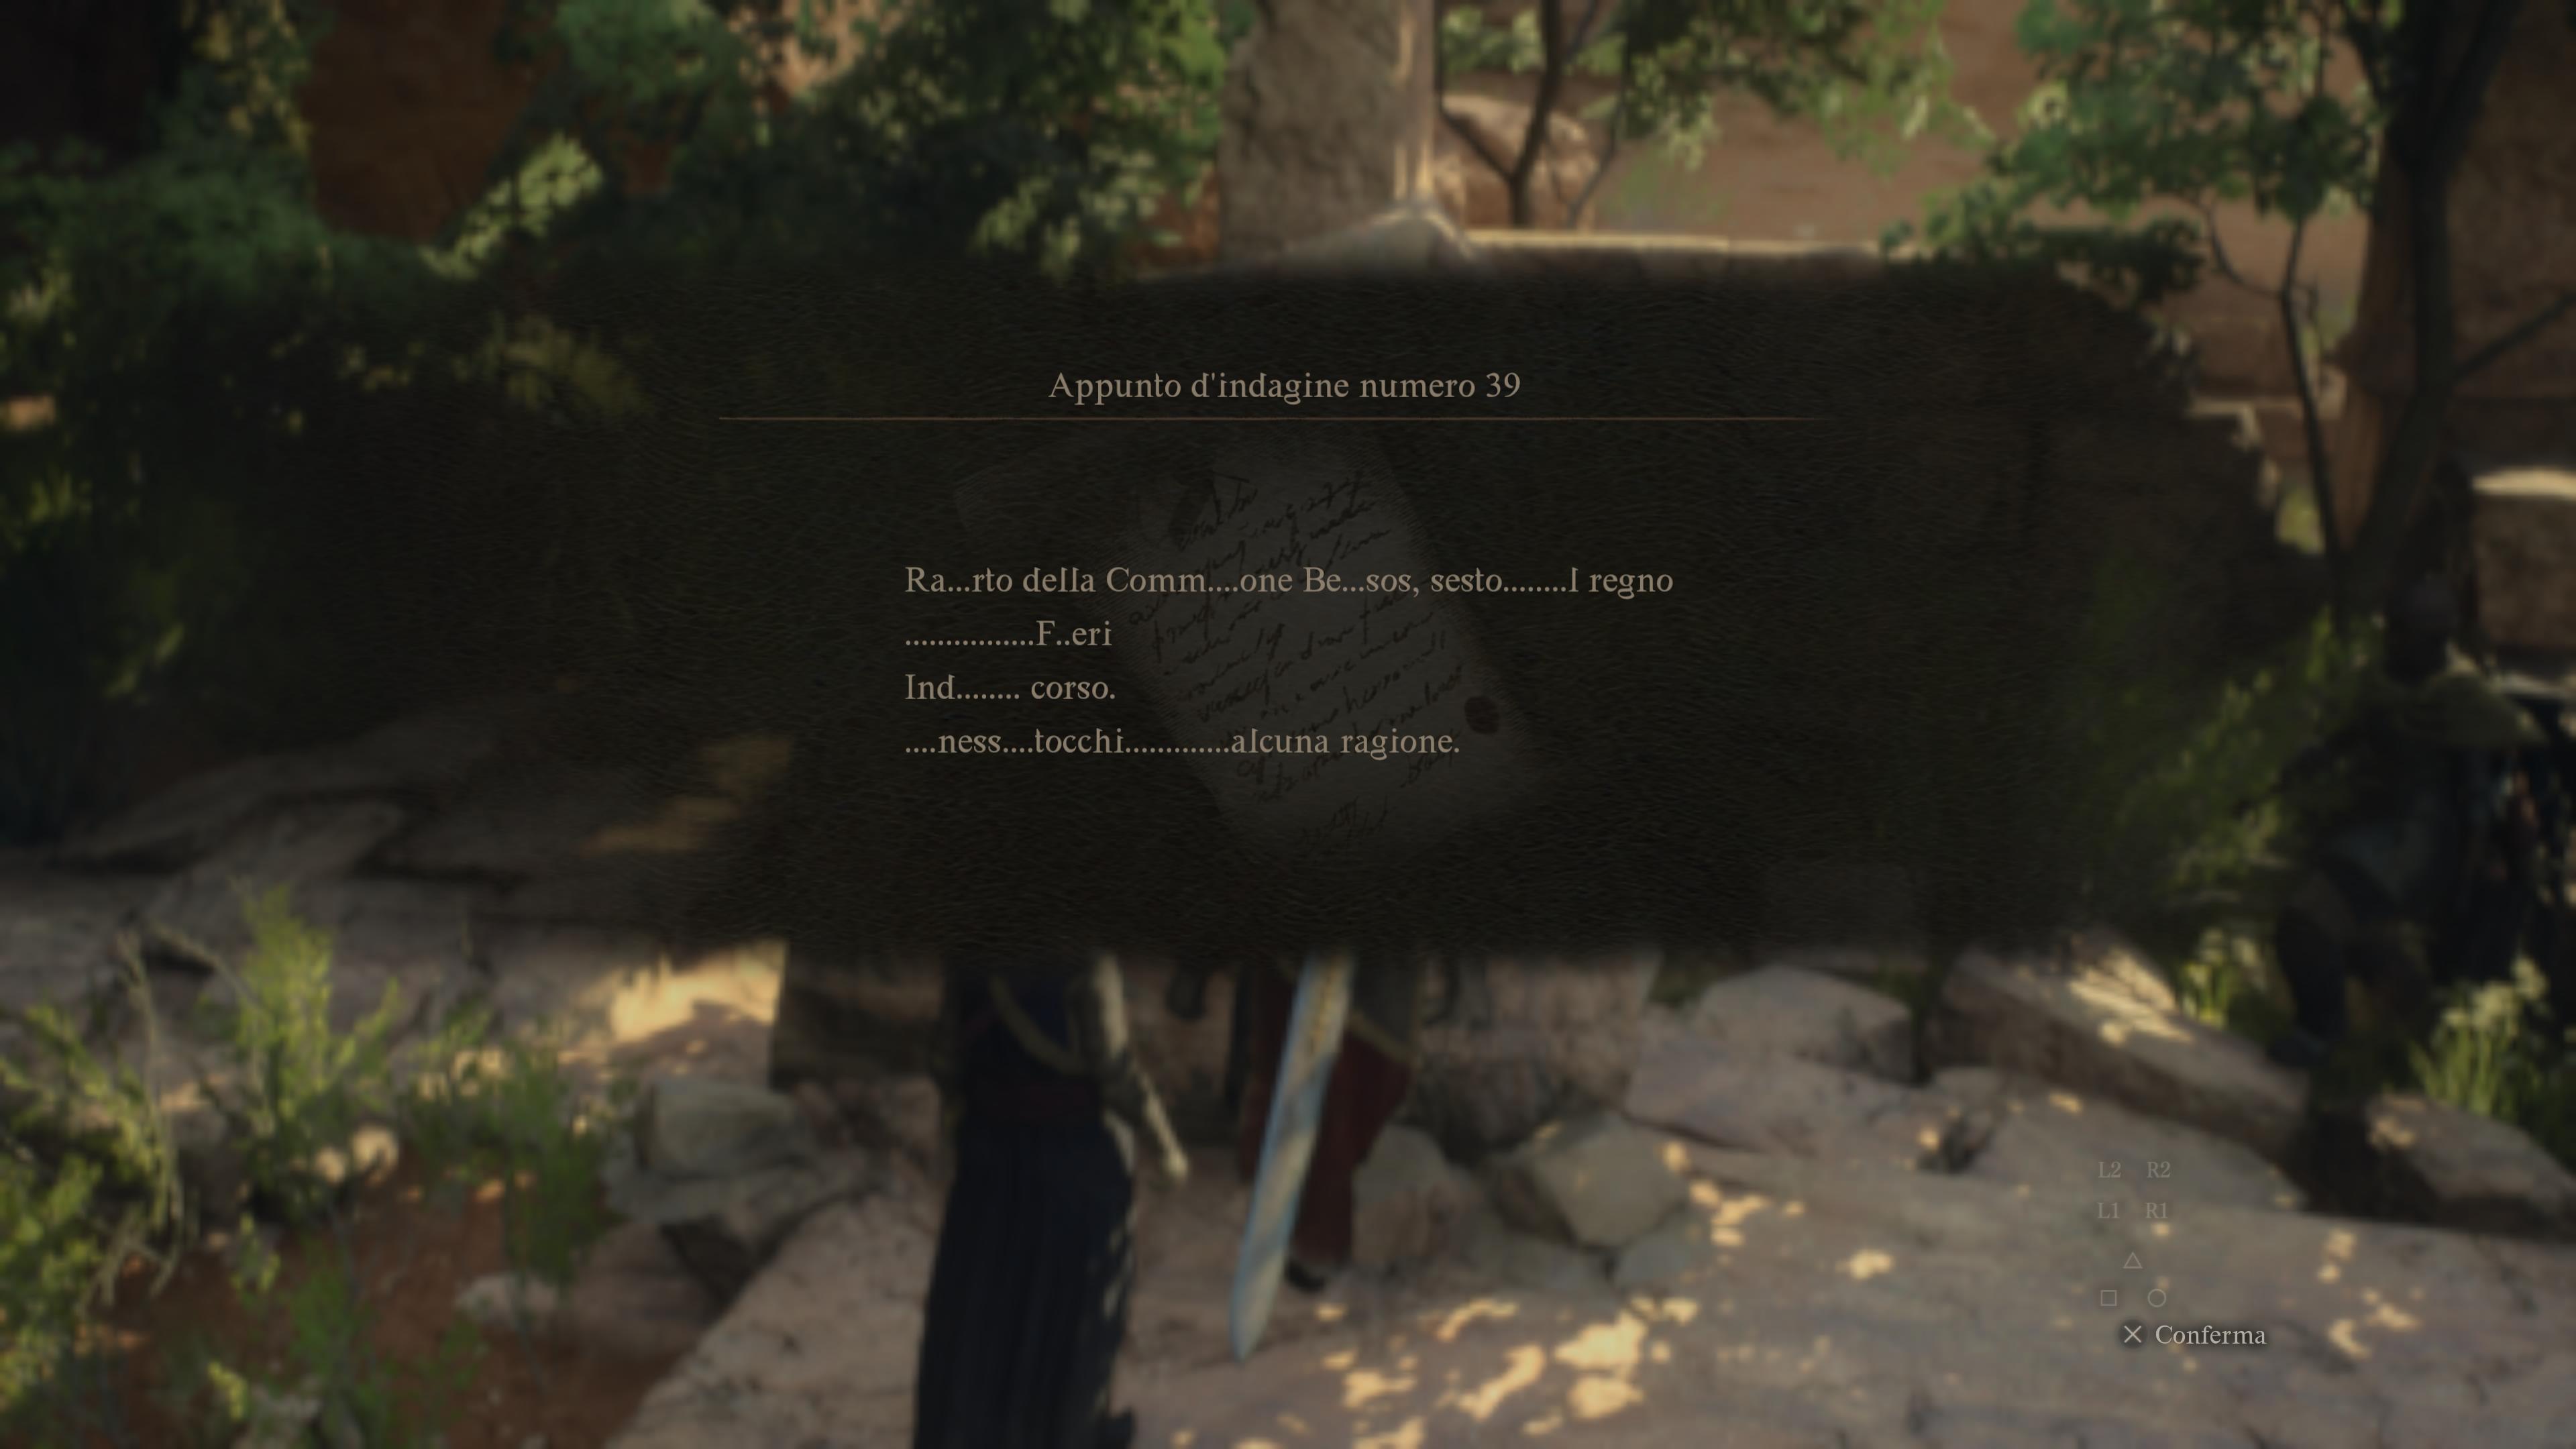 Appunto d'indagine numero 39
Ra...rto della Comm....one Be...sos, sesto........l regno
................F..eri
Ind........ corso.
....ness....tocchi.............alcuna ragione.
L2 R2
L1 R1
Conferma